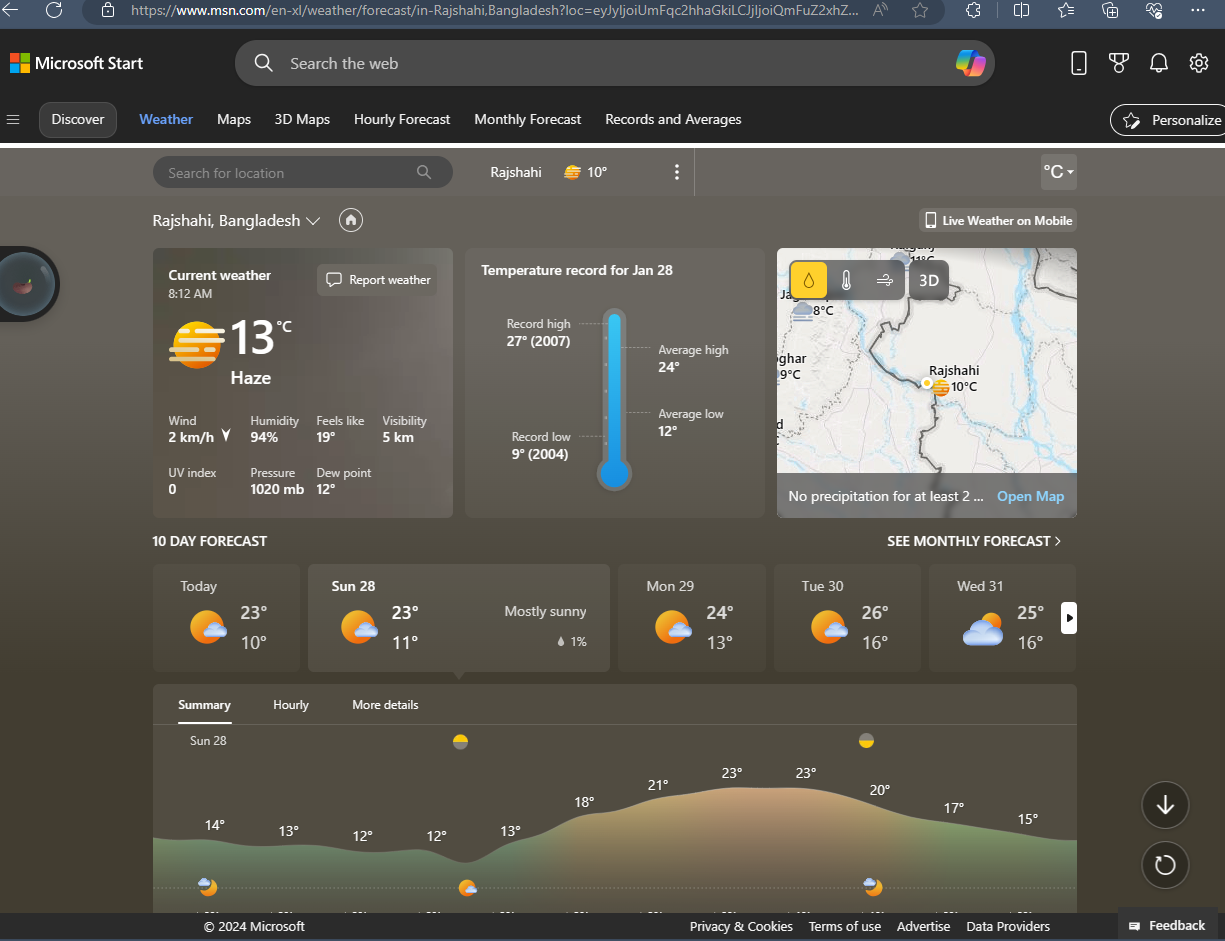 https://www.msn.com/en-xl/weather/forecast/in-Rajshahi,Bangladesh?loc=eyJyIjoiUmFqc2hhaGkiLCJjIjoiQmFuZ2xhZ...
Microsoft Start
Search the web
Discover
Weather
Maps
3D Maps
Hourly Forecast
Monthly Forecast
Records and Averages
Personalize
Search for location
Rajshahi
10°
°C
Rajshahi, Bangladesh
Live Weather on Mobile
Current weather
8:12 AM
Report weather
13°C
Haze
Wind
2 km/h
Humidity
94%
Feels like
19°
Visibility
5 km
UV index
0
Pressure
1020 mb
Dew point
12°
Temperature record for Jan 28
Record high
27° (2007)
Average high
24°
Average low
12°
Record low
9° (2004)
11°C
3D
8°C
9°C
Rajshahi
10°C
No precipitation for at least 2 ...
Open Map
10 DAY FORECAST
SEE MONTHLY FORECAST
Today
23°
10°
Sun 28
23°
11°
Mostly sunny
1%
Mon 29
24°
13°
Tue 30
26°
16°
Wed 31
25°
16°
Summary
Hourly
More details
Sun 28
14°
13°
12°
12°
13°
18°
21°
23°
23°
20°
17°
15°
© 2024 Microsoft
Privacy & Cookies
Terms of use
Advertise
Data Providers
Feedback